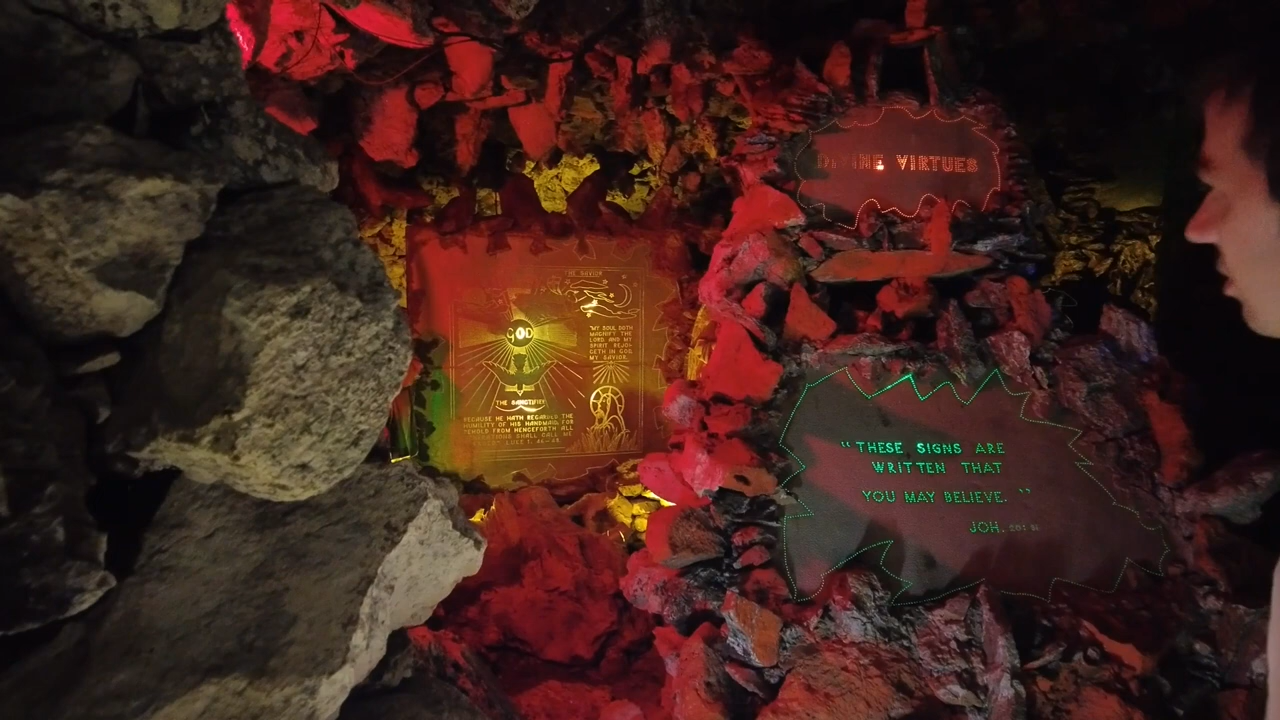 DIVINE VIRTUES
THE SAVIOR
GOD
"MY SOUL DOTH
MAGNIFY THE
LORD AND MY
SPIRIT REJOI-
CETH IN GOD
MY SAVIOR.
THE SANCTIFIER
BECAUSE HE HATH REGARDED THE
HUMILITY OF HIS HANDMAID, FOR
BEHOLD FROM HENCEFORTH ALL
GENERATIONS SHALL CALL ME
LUKE 1. 46-48.
“THESE SIGNS ARE
WRITTEN THAT
YOU MAY BELIEVE.”
JOH.